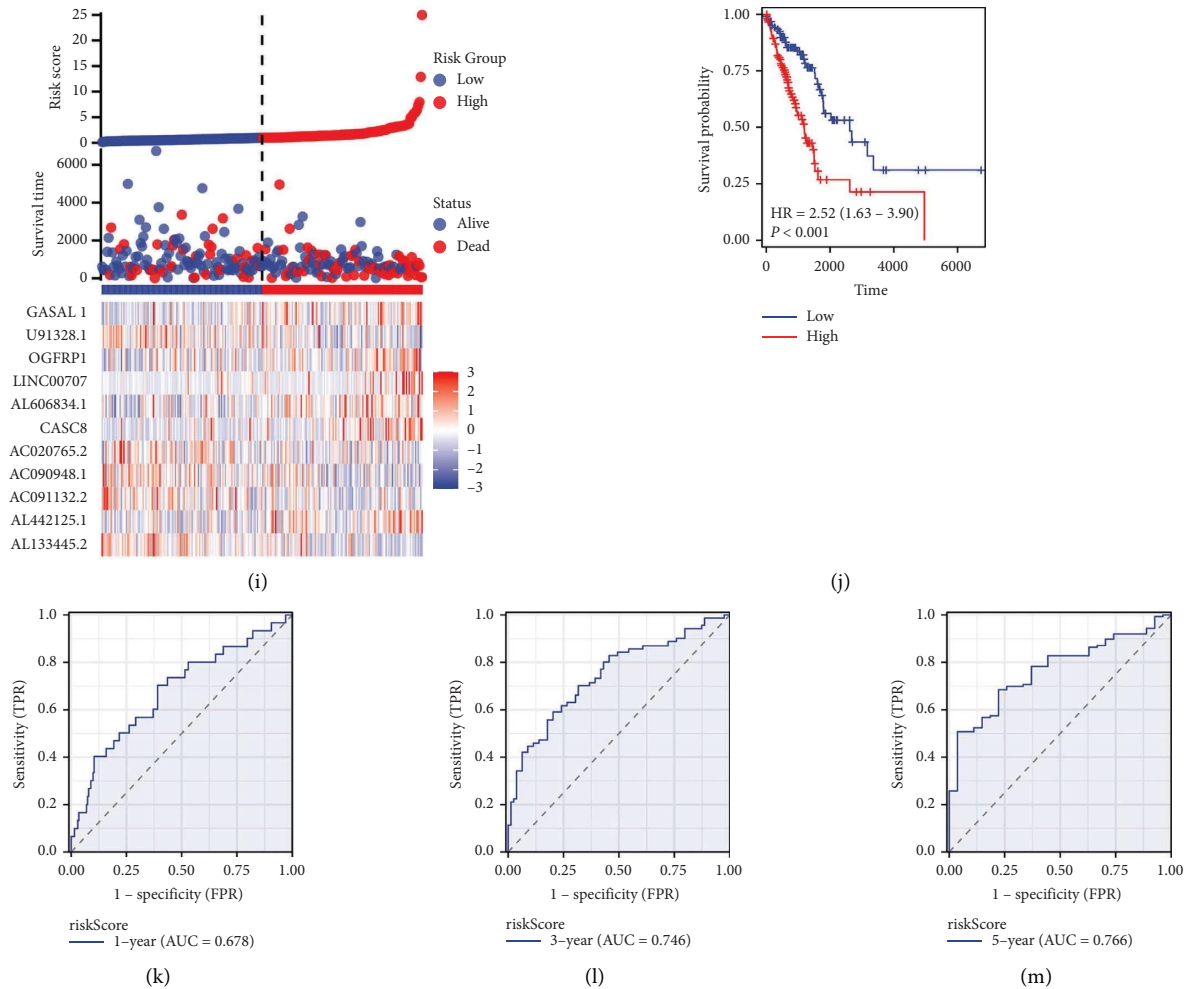 25
20
15
10
5
0
Risk score
Risk Group
Low
High
6000
4000
2000
0
Survival time
Status
Alive
Dead
GASAL 1
U91328.1
OGFRP1
LINC00707
AL606834.1
CASC8
AC020765.2
AC090948.1
AC091132.2
AL442125.1
AL133445.2
3
2
1
0
−1
−2
−3
(i)
1.00
0.75
0.50
0.25
0.00
Survival probability
HR = 2.52 (1.63 – 3.90)
P < 0.001
0 2000 4000 6000
Time
Low
High
(j)
1.0
0.8
0.6
0.4
0.2
0.0
Sensitivity (TPR)
0.00 0.25 0.50 0.75 1.00
1 – specificity (FPR)
riskScore
1–year (AUC = 0.678)
(k)
1.0
0.8
0.6
0.4
0.2
0.0
Sensitivity (TPR)
0.00 0.25 0.50 0.75 1.00
1 – specificity (FPR)
riskScore
3–year (AUC = 0.746)
(l)
1.0
0.8
0.6
0.4
0.2
0.0
Sensitivity (TPR)
0.00 0.25 0.50 0.75 1.00
1 – specificity (FPR)
riskScore
5–year (AUC = 0.766)
(m)